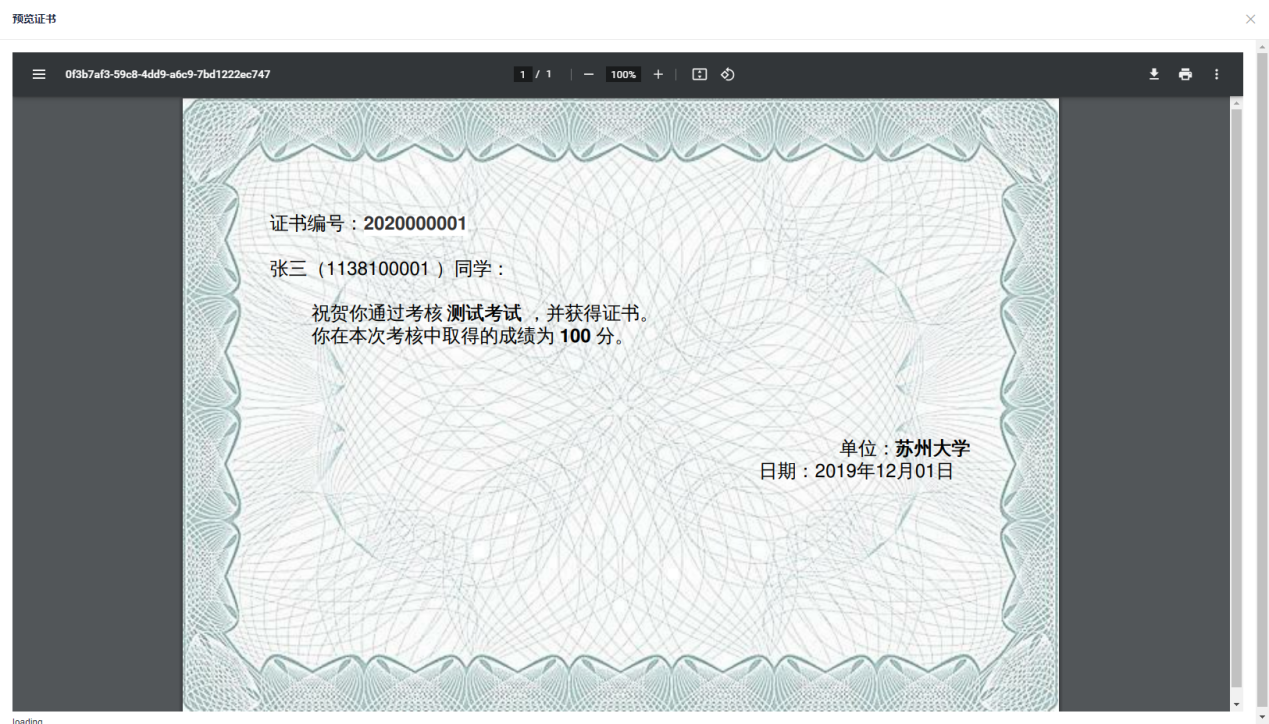 预览证书
0f3b7af3-59c8-4dd9-a6c9-7bd1222ec747
1 / 1
100%
证书编号：2020000001
张三（1138100001 ）同学：
祝贺你通过考核 测试考试 ，并获得证书。
你在本次考核中取得的成绩为 100 分。
单位：苏州大学
日期：2019年12月01日
loading